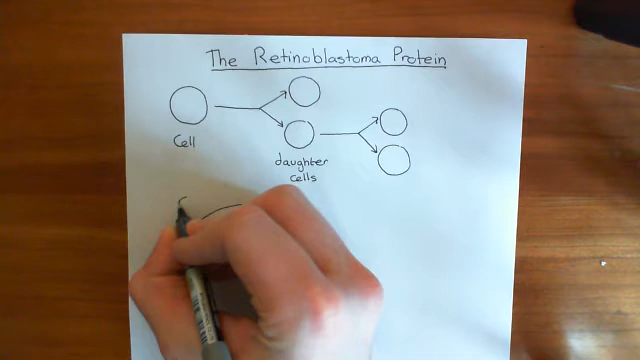 The Retinoblastoma Protein
Cell
daughter
cells